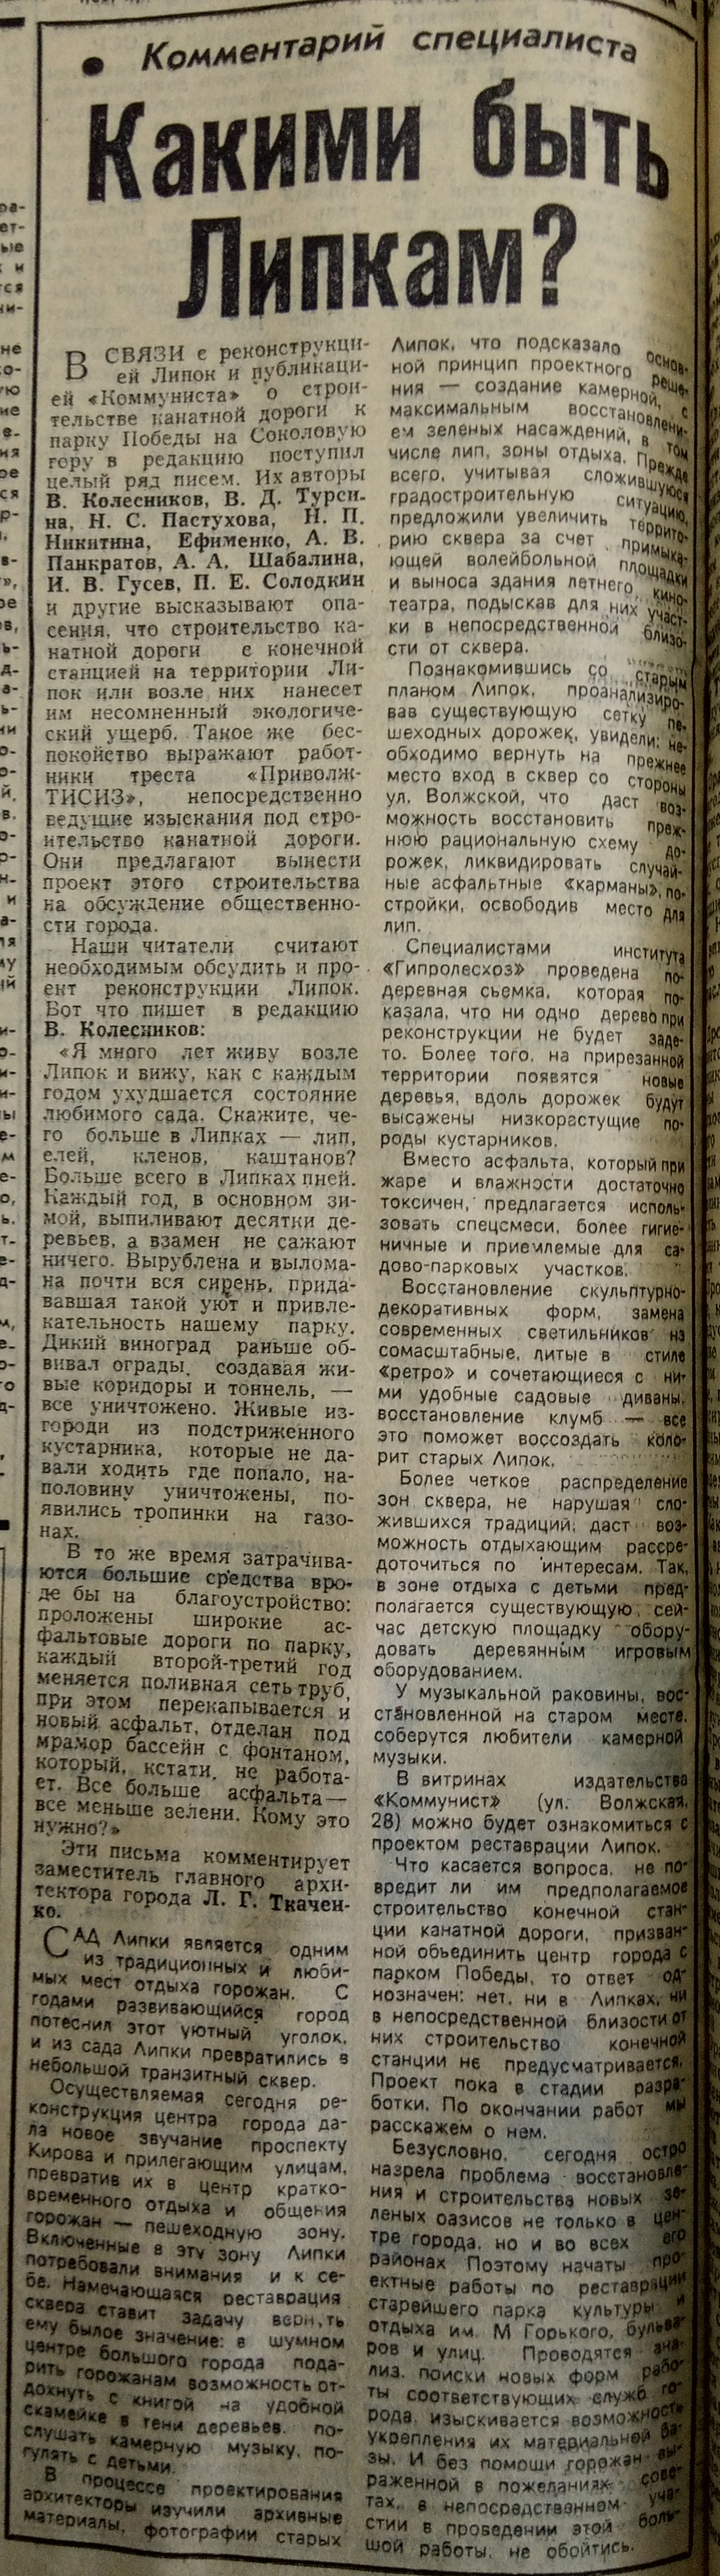 • Комментарий специалиста
Какими быть
Липкам?
В СВЯЗИ с реконструкци-
ей Липок и публикаци-
ей «Коммуниста» о строи-
тельстве канатной дороги к
парку Победы на Соколовую
гору в редакцию поступил
целый ряд писем. Их авторы
В. Колесников, В. Д. Турси-
на, Н. С. Пастухова, Н. П.
Никитина, Ефименко, А. В.
Панкратов, А. А. Шабалина,
И. В. Гусев, П. Е. Солодкин
и другие высказывают опа-
сения, что строительство ка-
натной дороги с конечной
станцией на территории Ли-
пок или возле них нанесет
им несомненный экологиче-
ский ущерб. Такое же бес-
покойство выражают работ-
ники треста «Приволж-
ТИСИЗ», непосредственно
ведущие изыскания под стро-
ительство канатной дороги.
Они предлагают вынести
проект этого строительства
на обсуждение общественно-
сти города.
Наши читатели считают
необходимым обсудить и про-
ект реконструкции Липок.
Вот что пишет в редакцию
В. Колесников:
«Я много лет живу возле
Липок и вижу, как с каждым
годом ухудшается состояние
любимого сада. Скажите, че-
го больше в Липках — лип,
елей, кленов, каштанов?
Больше всего в Липках пней.
Каждый год, в основном зи-
мой, выпиливают десятки де-
ревьев, а взамен не сажают
ничего. Вырублена и вылома-
на почти вся сирень, прида-
вавшая такой уют и привле-
кательность нашему парку.
Дикий виноград раньше об-
вивал ограды, создавая жи-
вые коридоры и тоннель, —
все уничтожено. Живые из-
городи из подстриженного
кустарника, которые не да-
вали ходить где попало, на-
половину уничтожены, по-
явились тропинки на газо-
нах.
В то же время затрачива-
ются большие средства вро-
де бы на благоустройство:
проложены широкие ас-
фальтовые дороги по парку,
каждый второй-третий год
меняется поливная сеть труб,
при этом перекапывается и
новый асфальт, отделан под
мрамор бассейн с фонтаном,
который, кстати, не работа-
ет. Все больше асфальта —
все меньше зелени. Кому это
нужно?»
Эти письма комментирует
заместитель главного архи-
тектора города Л. Г. Ткачен-
ко.
САД Липки является одним
из традиционных и люби-
мых мест отдыха горожан. С
годами развивающийся город
потеснил этот уютный уголок,
и из сада Липки превратились в
небольшой транзитный сквер.
Осуществляемая сегодня ре-
конструкция центра города да-
ла новое звучание проспекту
Кирова и прилегающим улицам,
превратив их в центр кратко-
временного отдыха и общения
горожан — пешеходную зону.
Включенные в эту зону Липки
потребовали внимания и к се-
бе. Намечающаяся реставрация
сквера ставит задачу вернуть
ему былое значение: в шумном
центре большого города пода-
рить горожанам возможность от-
дохнуть с книгой на удобной
скамейке в тени деревьев, по-
слушать камерную музыку, по-
гулять с детьми.
В процессе проектирования
архитекторы изучили архивные
материалы, фотографии старых
Липок, что подсказало основ-
ной принцип проектного реше-
ния — создание камерной, с
максимальным восстановлени-
ем зеленых насаждений, в том
числе лип, зоны отдыха. Прежде
всего, учитывая сложившуюся
градостроительную ситуацию,
предложили увеличить террито-
рию сквера за счет примыка-
ющей волейбольной площадки
и выноса здания летнего кино-
театра, подыскав для них участ-
ки в непосредственной близо-
сти от сквера.
Познакомившись со старым
планом Липок, проанализиро-
вав существующую сетку пе-
шеходных дорожек, увидели: не-
обходимо вернуть на прежнее
место вход в сквер со стороны
ул. Волжской, что даст воз-
можность восстановить преж-
нюю рациональную схему до-
рожек, ликвидировать случай-
ные асфальтные «карманы», по-
стройки, освободив место для
лип.
Специалистами института
«Гипролесхоз» проведена по-
деревная съемка, которая по-
казала, что ни одно дерево при
реконструкции не будет заде-
то. Более того, на прирезанной
территории появятся новые
деревья, вдоль дорожек будут
высажены низкорастущие по-
роды кустарников.
Вместо асфальта, который при
жаре и влажности достаточно
токсичен, предлагается исполь-
зовать спецсмеси, более гигие-
ничные и приемлемые для са-
дово-парковых участков.
Восстановление скульптурно-
декоративных форм, замена
современных светильников на
сомасштабные, литые в стиле
«ретро» и сочетающиеся с ни-
ми удобные садовые диваны,
восстановление клумб — все
это поможет воссоздать коло-
рит старых Липок.
Более четкое распределение
зон сквера, не нарушая сло-
жившихся традиций, даст воз-
можность отдыхающим рассре-
доточиться по интересам. Так,
в зоне отдыха с детьми пред-
полагается существующую сей-
час детскую площадку обору-
довать деревянным игровым
оборудованием.
У музыкальной раковины, вос-
становленной на старом месте,
соберутся любители камерной
музыки.
В витринах издательства
«Коммунист» (ул. Волжская,
28) можно будет ознакомиться с
проектом реставрации Липок.
Что касается вопроса, не по-
вредит ли им предполагаемое
строительство конечной стан-
ции канатной дороги, призван-
ной объединить центр города с
парком Победы, то ответ од-
нозначен: нет, ни в Липках, ни
в непосредственной близости от
них строительство конечной
станции не предусматривается.
Проект пока в стадии разра-
ботки. По окончании работ мы
расскажем о нем.
Безусловно, сегодня остро
назрела проблема восстановле-
ния и строительства новых зе-
леных оазисов не только в цен-
тре города, но и во всех его
районах Поэтому начаты про-
ектные работы по реставрации
старейшего парка культуры и
отдыха им. М Горького, бульва-
ров и улиц. Проводятся ана-
лиз, поиски новых форм рабо-
ты соответствующих служб го-
рода, изыскивается возможность
укрепления их материальной ба-
зы. И без помощи горожан вы-
раженной в пожеланиях, сове-
тах, в непосредственном уча-
стии в проведении этой боль-
шой работы, не обойтись.